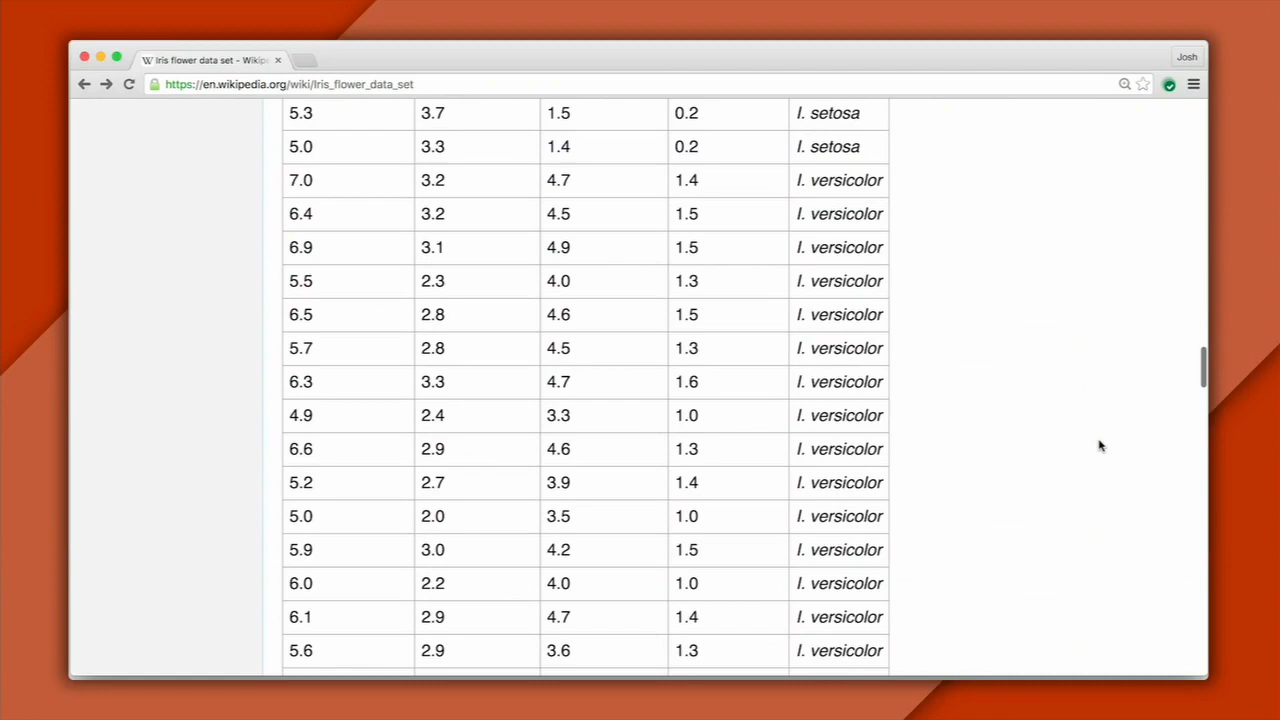 Iris flower data set - Wikip
Josh
https://en.wikipedia.org/wiki/Iris_flower_data_set
5.3 3.7 1.5 0.2 I. setosa
5.0 3.3 1.4 0.2 I. setosa
7.0 3.2 4.7 1.4 I. versicolor
6.4 3.2 4.5 1.5 I. versicolor
6.9 3.1 4.9 1.5 I. versicolor
5.5 2.3 4.0 1.3 I. versicolor
6.5 2.8 4.6 1.5 I. versicolor
5.7 2.8 4.5 1.3 I. versicolor
6.3 3.3 4.7 1.6 I. versicolor
4.9 2.4 3.3 1.0 I. versicolor
6.6 2.9 4.6 1.3 I. versicolor
5.2 2.7 3.9 1.4 I. versicolor
5.0 2.0 3.5 1.0 I. versicolor
5.9 3.0 4.2 1.5 I. versicolor
6.0 2.2 4.0 1.0 I. versicolor
6.1 2.9 4.7 1.4 I. versicolor
5.6 2.9 3.6 1.3 I. versicolor